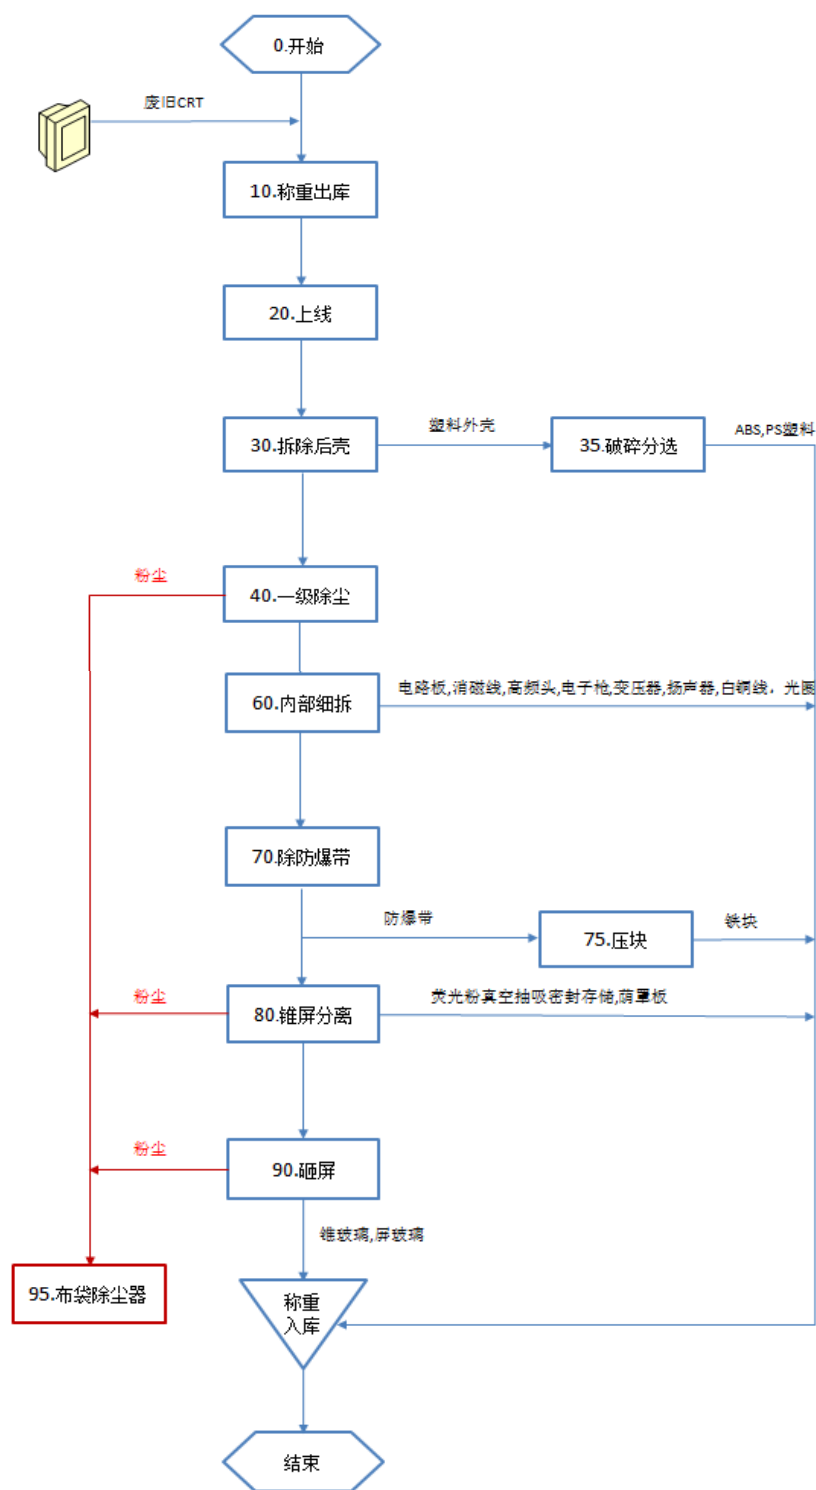 0.开始
废旧CRT
10.称重出库
20.上线
30.拆除后壳
塑料外壳
35.破碎分选
ABS,PS塑料
粉尘
40.一级除尘
60.内部细拆
电路板,消磁线,高频头,电子枪,变压器,扬声器,白铜线，光圈
70.除防爆带
防爆带
75.压块
铁块
粉尘
80.锥屏分离
荧光粉真空抽吸密封存储,荫罩板
粉尘
90.砸屏
锥玻璃,屏玻璃
95.布袋除尘器
称重
入库
结束